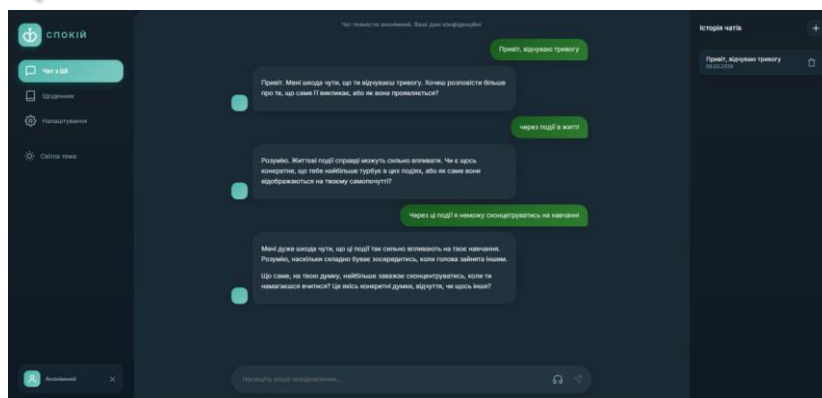 спокій
Чат з ШІ
Щоденник
Налаштування
Світла тема
Анонімний
Чат повністю анонімний. Ваші дані конфіденційні
Привіт, відчуваю тривогу
Привіт. Мені шкода чути, що ти відчуваєш тривогу. Хочеш розповісти більше
про те, що саме її викликає, або як вона проявляється?
через події в житті
Розумію. Життєві події справді можуть сильно впливати. Чи є щось
конкретне, що тебе найбільше турбує в цих подіях, або як саме вони
відображаються на твоєму самопочутті?
Через ці події я неможу сконцетруватись на навчанні
Мені дуже шкода чути, що ці події так сильно впливають на твоє навчання.
Розумію, наскільки складно буває зосередитись, коли голова зайнята іншим.
Що саме, на твою думку, найбільше заважає сконцентруватись, коли ти
намагаєшся вчитися? Це якісь конкретні думки, відчуття, чи щось інше?
Напишіть ваше повідомлення...
Історія чатів
Привіт, відчуваю тривогу